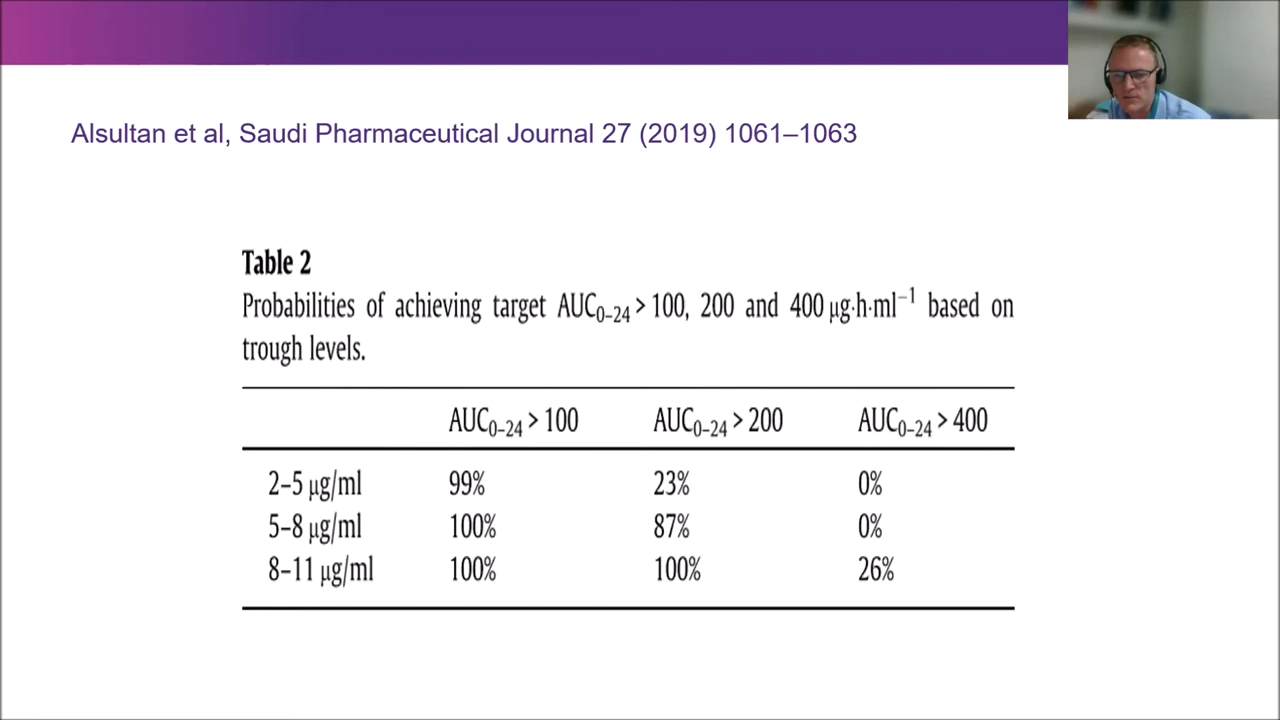 Alsultan et al, Saudi Pharmaceutical Journal 27 (2019) 1061–1063
Table 2
Probabilities of achieving target AUC₀₋₂₄ > 100, 200 and 400 μg·h·ml⁻¹ based on
trough levels.
AUC₀₋₂₄ > 100 AUC₀₋₂₄ > 200 AUC₀₋₂₄ > 400
2–5 μg/ml 99% 23% 0%
5–8 μg/ml 100% 87% 0%
8–11 μg/ml 100% 100% 26%